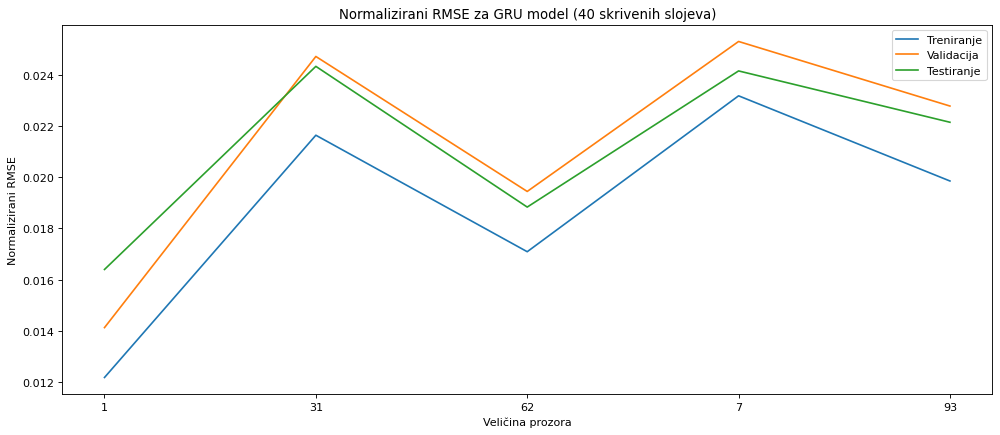 Normalizirani RMSE za GRU model (40 skrivenih slojeva)
Treniranje
Validacija
Testiranje
Normalizirani RMSE
0.024
0.022
0.020
0.018
0.016
0.014
0.012
1 31 62 7 93
Veličina prozora